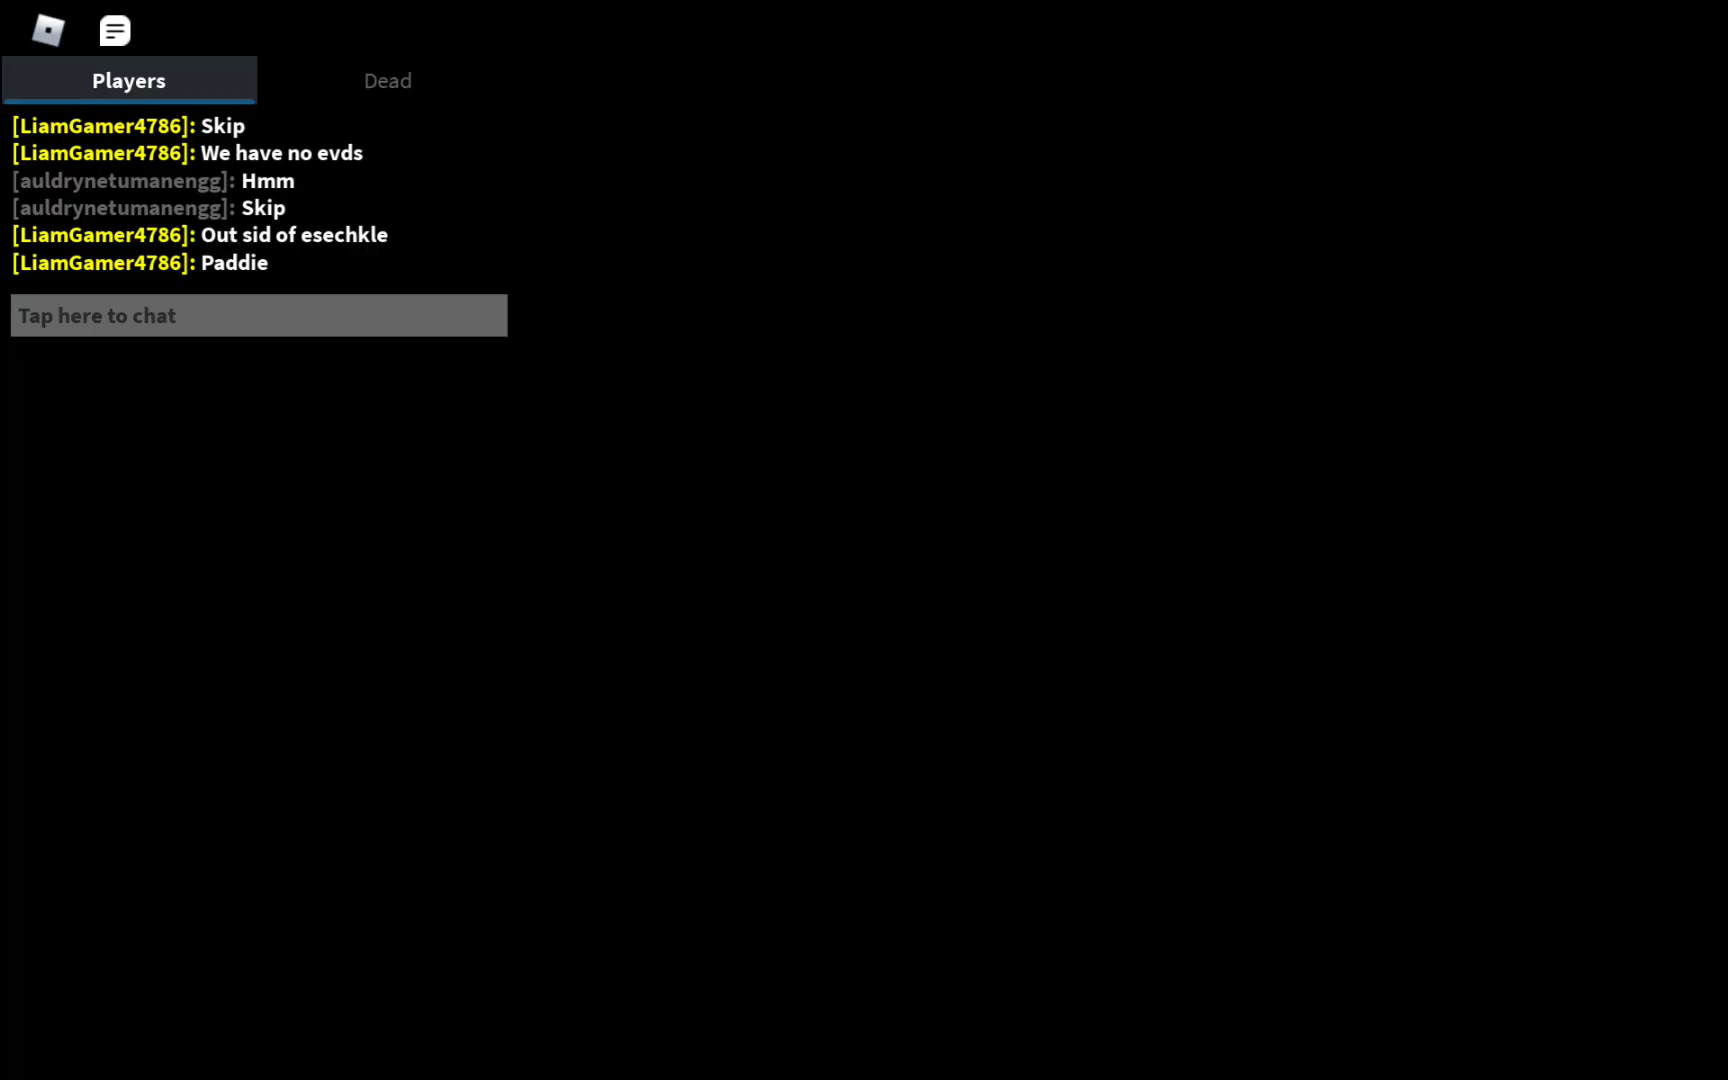 Players
Dead
[LiamGamer4786]: Skip
[LiamGamer4786]: We have no evds
[auldrynetumanengg]: Hmm
[auldrynetumanengg]: Skip
[LiamGamer4786]: Out sid of esechkle
[LiamGamer4786]: Paddie
Tap here to chat